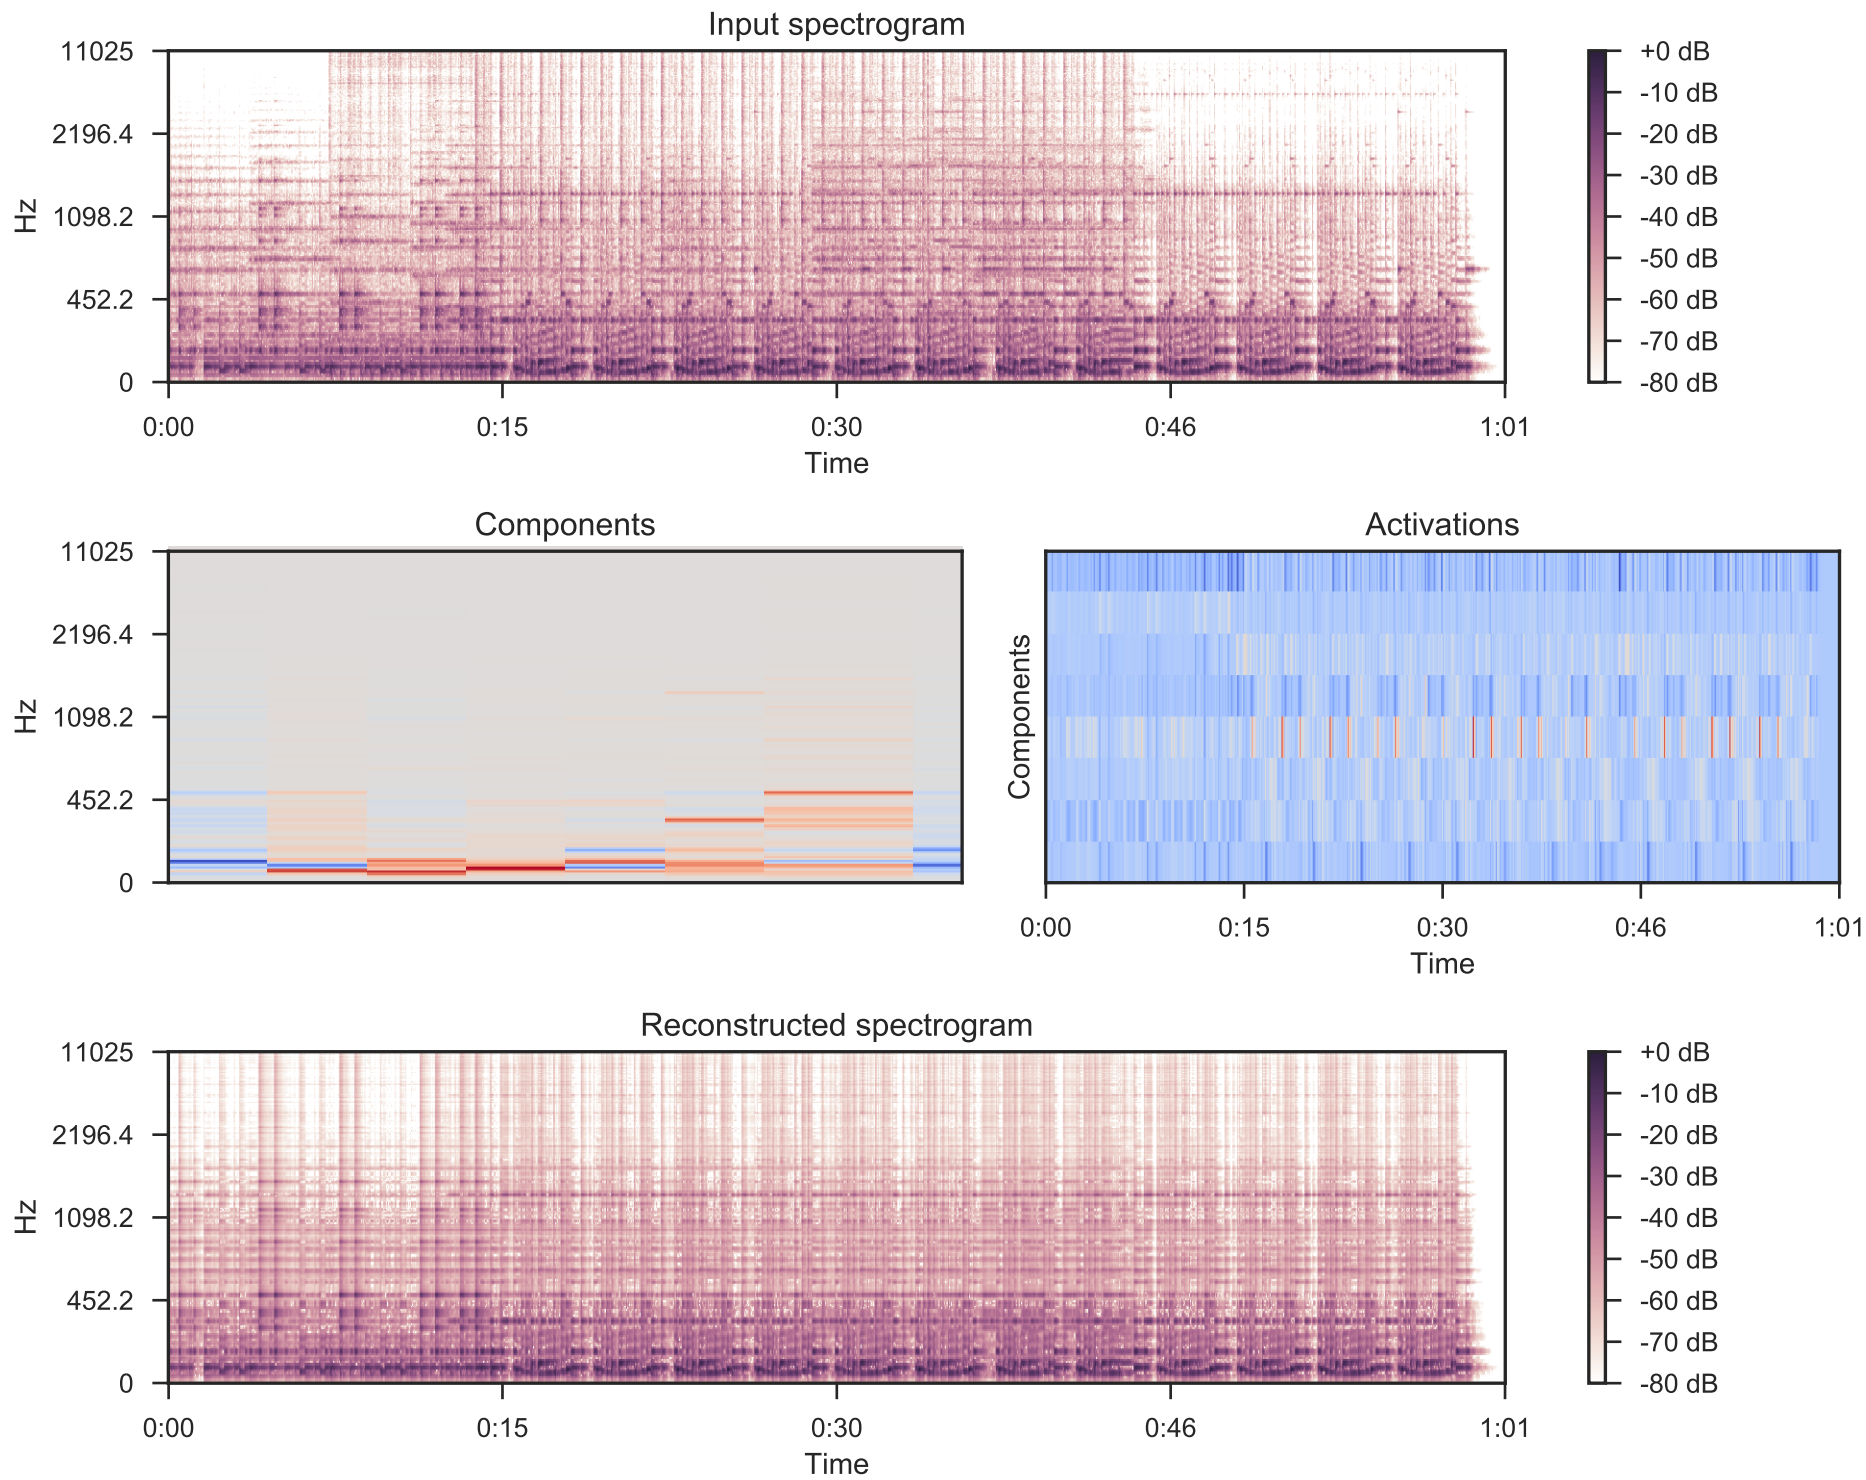 Input spectrogram
11025
2196.4
1098.2
452.2
0
Hz
0:00
0:15
0:30
0:46
1:01
Time
+0 dB
-10 dB
-20 dB
-30 dB
-40 dB
-50 dB
-60 dB
-70 dB
-80 dB
Components
11025
2196.4
1098.2
452.2
0
Hz
Activations
Components
0:00
0:15
0:30
0:46
1:01
Time
Reconstructed spectrogram
11025
2196.4
1098.2
452.2
0
Hz
0:00
0:15
0:30
0:46
1:01
Time
+0 dB
-10 dB
-20 dB
-30 dB
-40 dB
-50 dB
-60 dB
-70 dB
-80 dB